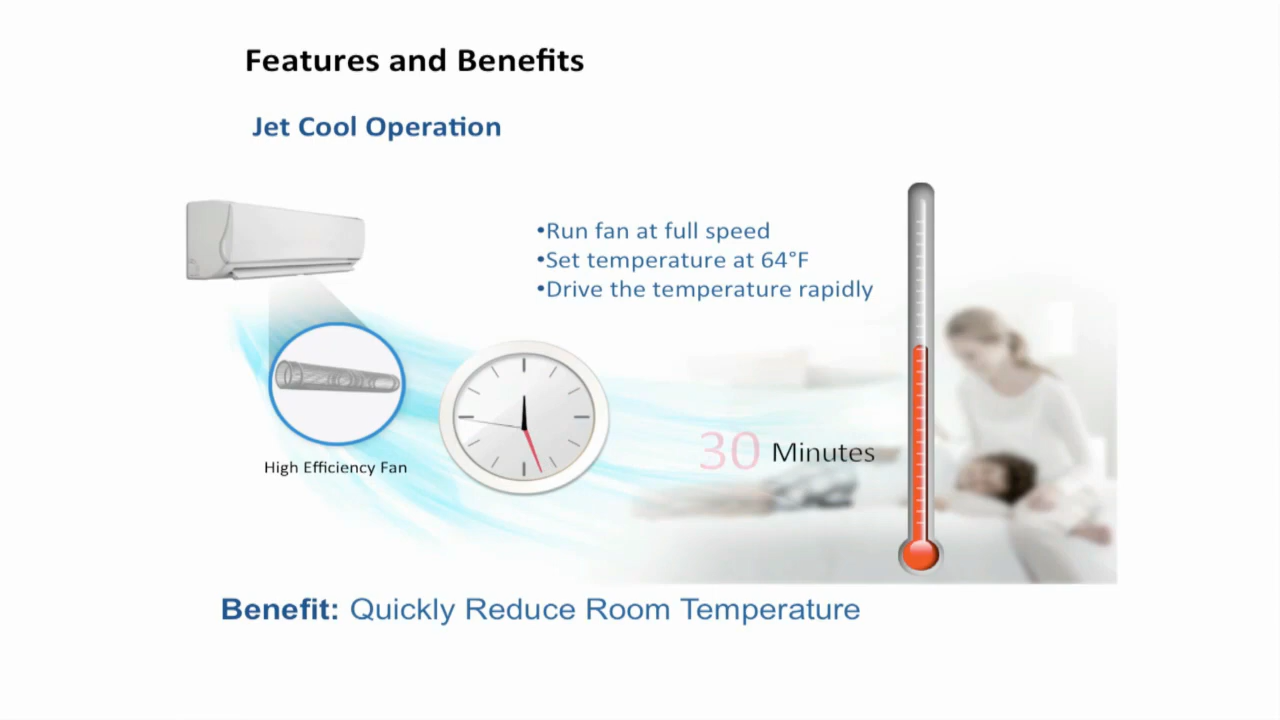 Features and Benefits
Jet Cool Operation
•Run fan at full speed
•Set temperature at 64°F
•Drive the temperature rapidly
30 Minutes
High Efficiency Fan
Benefit: Quickly Reduce Room Temperature